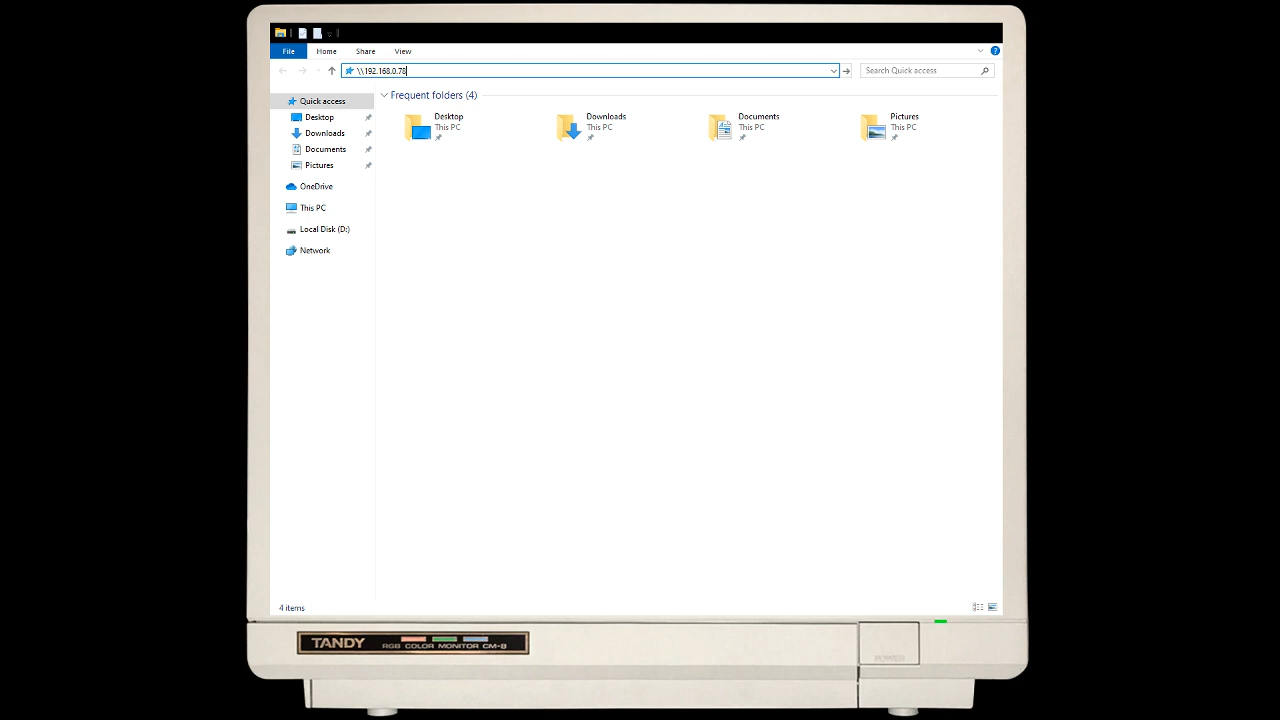 File Home Share View
\\192.168.0.78
Search Quick access
Quick access
Desktop
Downloads
Documents
Pictures
OneDrive
This PC
Local Disk (D:)
Network
Frequent folders (4)
Desktop
This PC
Downloads
This PC
Documents
This PC
Pictures
This PC
4 items
TANDY RGB COLOR MONITOR CM-8
POWER